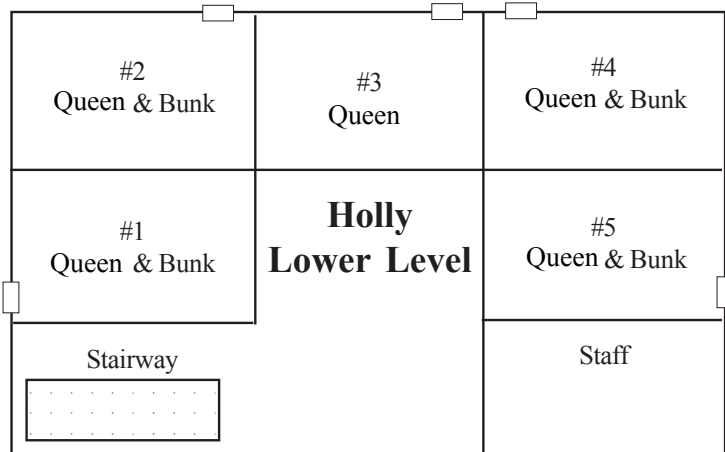 #2
Queen & Bunk
#3
Queen
#4
Queen & Bunk
#1
Queen & Bunk
Holly
Lower Level
#5
Queen & Bunk
Stairway
Staff